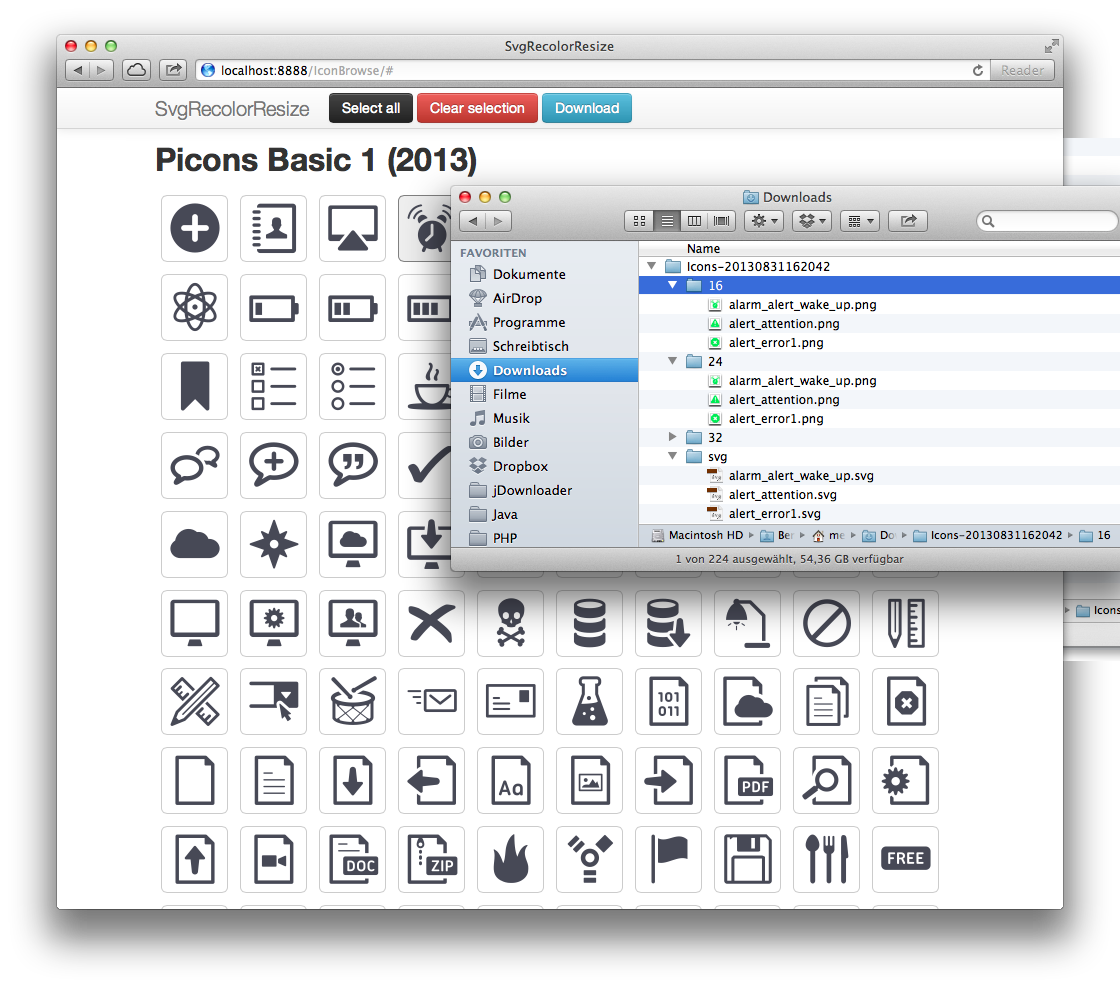 SvgRecolorResize
localhost:8888/IconBrowse/#
Reader
SvgRecolorResize
Select all
Clear selection
Download
Picons Basic 1 (2013)
Downloads
FAVORITEN
Dokumente
AirDrop
Programme
Schreibtisch
Downloads
Filme
Musik
Bilder
Dropbox
jDownloader
Java
PHP
Name
Icons-20130831162042
16
alarm_alert_wake_up.png
alert_attention.png
alert_error1.png
24
alarm_alert_wake_up.png
alert_attention.png
alert_error1.png
32
svg
alarm_alert_wake_up.svg
alert_attention.svg
alert_error1.svg
Macintosh HD Ber me Do Icons-20130831162042 16
1 von 224 ausgewählt, 54,36 GB verfügbar
Icons
101
011
Aa
PDF
DOC
ZIP
FREE